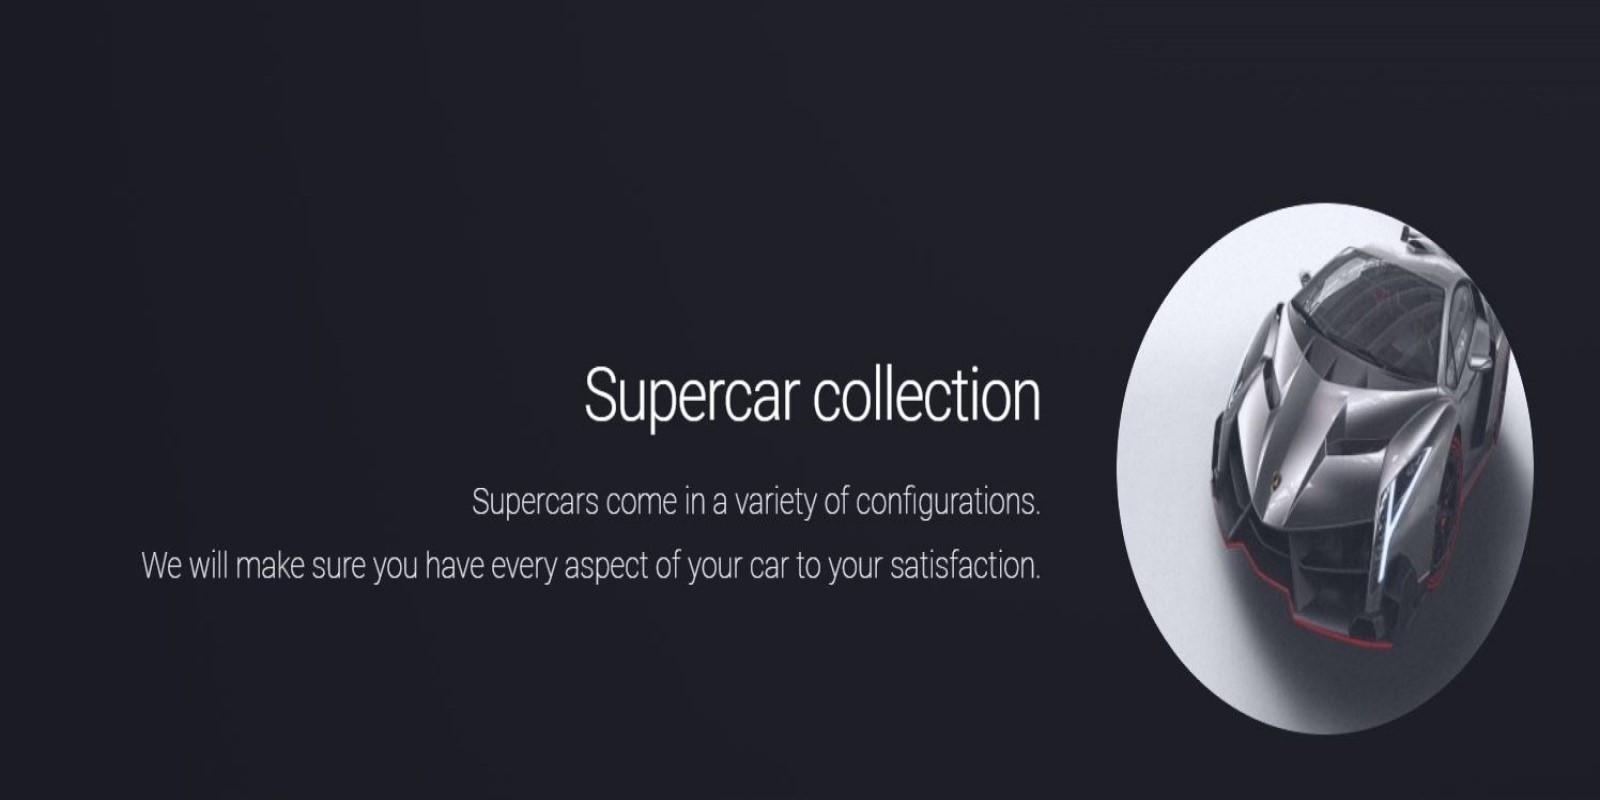 Supercar collection
Supercars come in a variety of configurations.
We will make sure you have every aspect of your car to your satisfaction.